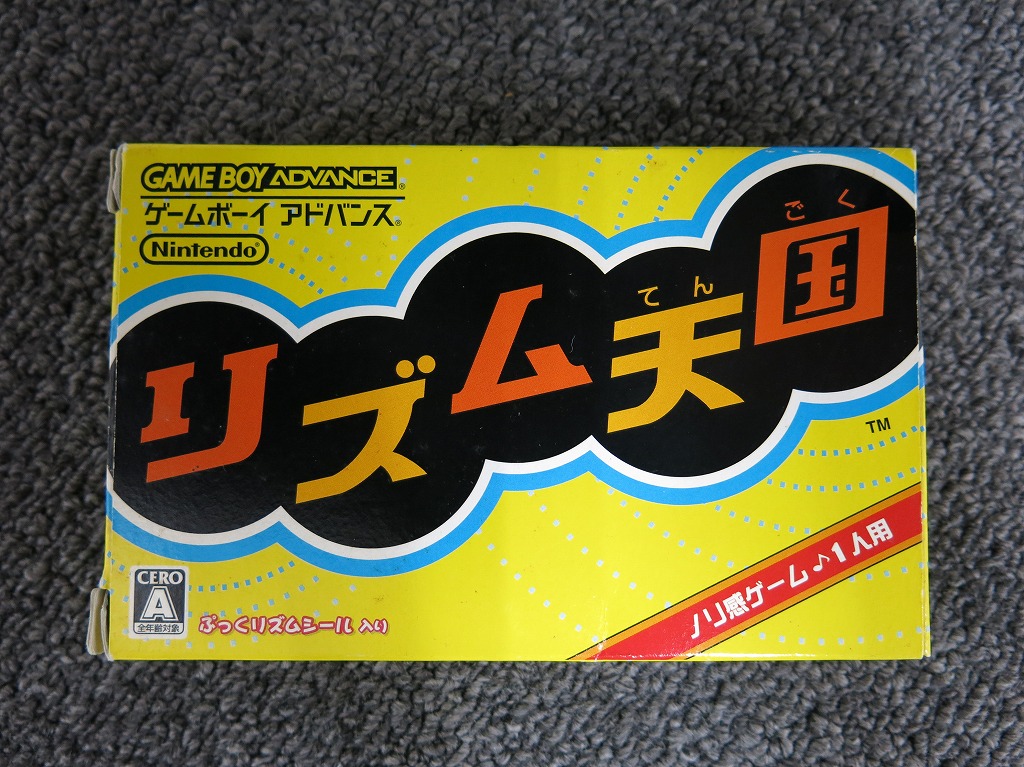 GAME BOY ADVANCE®
ゲームボーイ アドバンス®
Nintendo®
ごく
てん
リズム天国
TM
ノリ感ゲーム♪1人用
CERO
A
全年齢対象
ぷっくリズムシール 入り